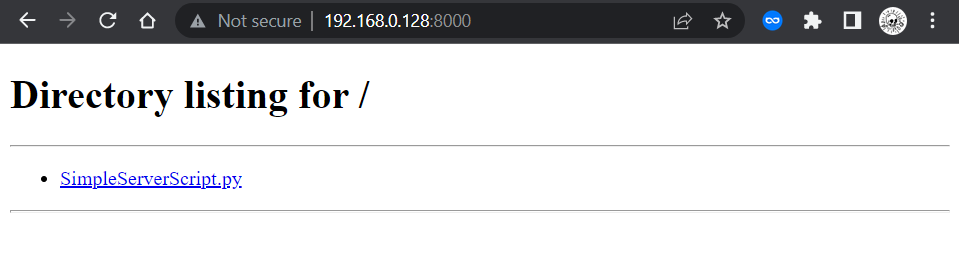 Not secure | 192.168.0.128:8000
Directory listing for /
SimpleServerScript.py